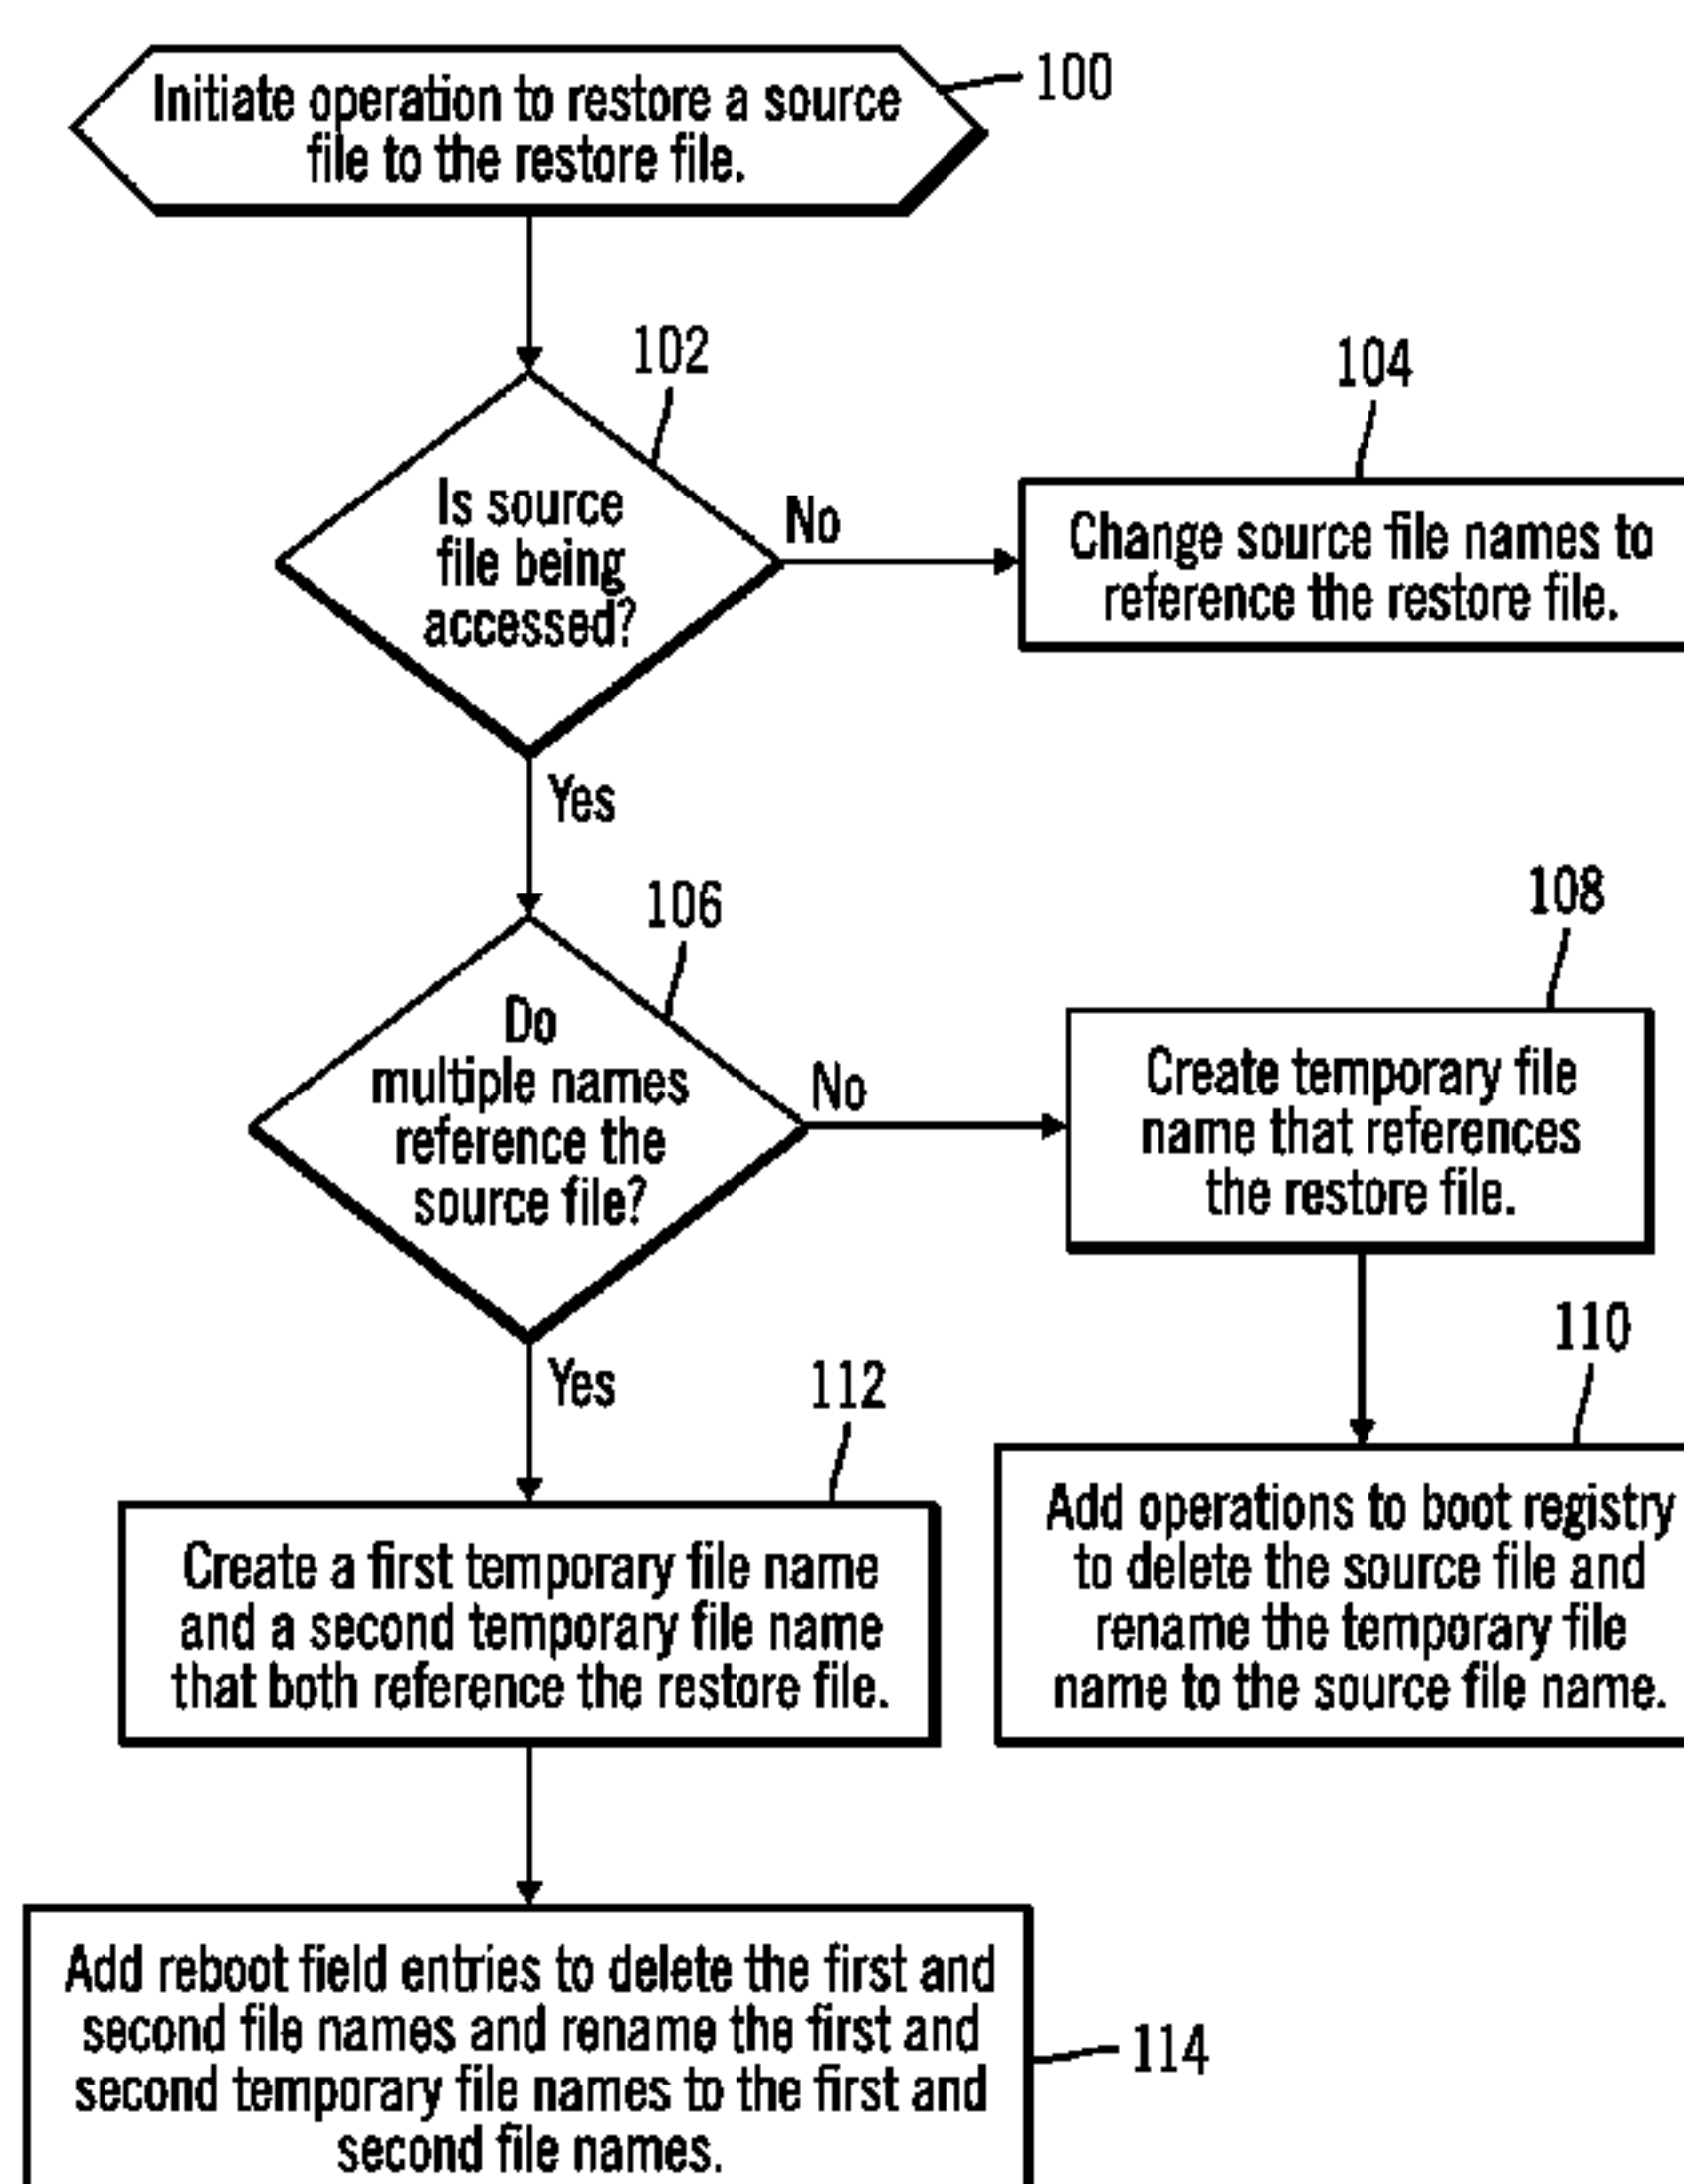 Initiate operation to restore a source
file to the restore file.
100
102
Is source
file being
accessed?
No
104
Change source file names to
reference the restore file.
Yes
106
Do
multiple names
reference the
source file?
No
108
Create temporary file
name that references
the restore file.
110
Add operations to boot registry
to delete the source file and
rename the temporary file
name to the source file name.
Yes
112
Create a first temporary file name
and a second temporary file name
that both reference the restore file.
Add reboot field entries to delete the first and
second file names and rename the first and
second temporary file names to the first and
second file names.
114